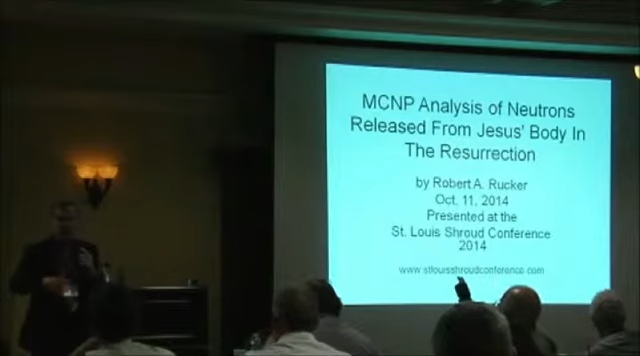 MCNP Analysis of Neutrons
Released From Jesus' Body In
The Resurrection
by Robert A. Rucker
Oct. 11, 2014
Presented at the
St. Louis Shroud Conference
2014
www.stlouisshroudconference.com